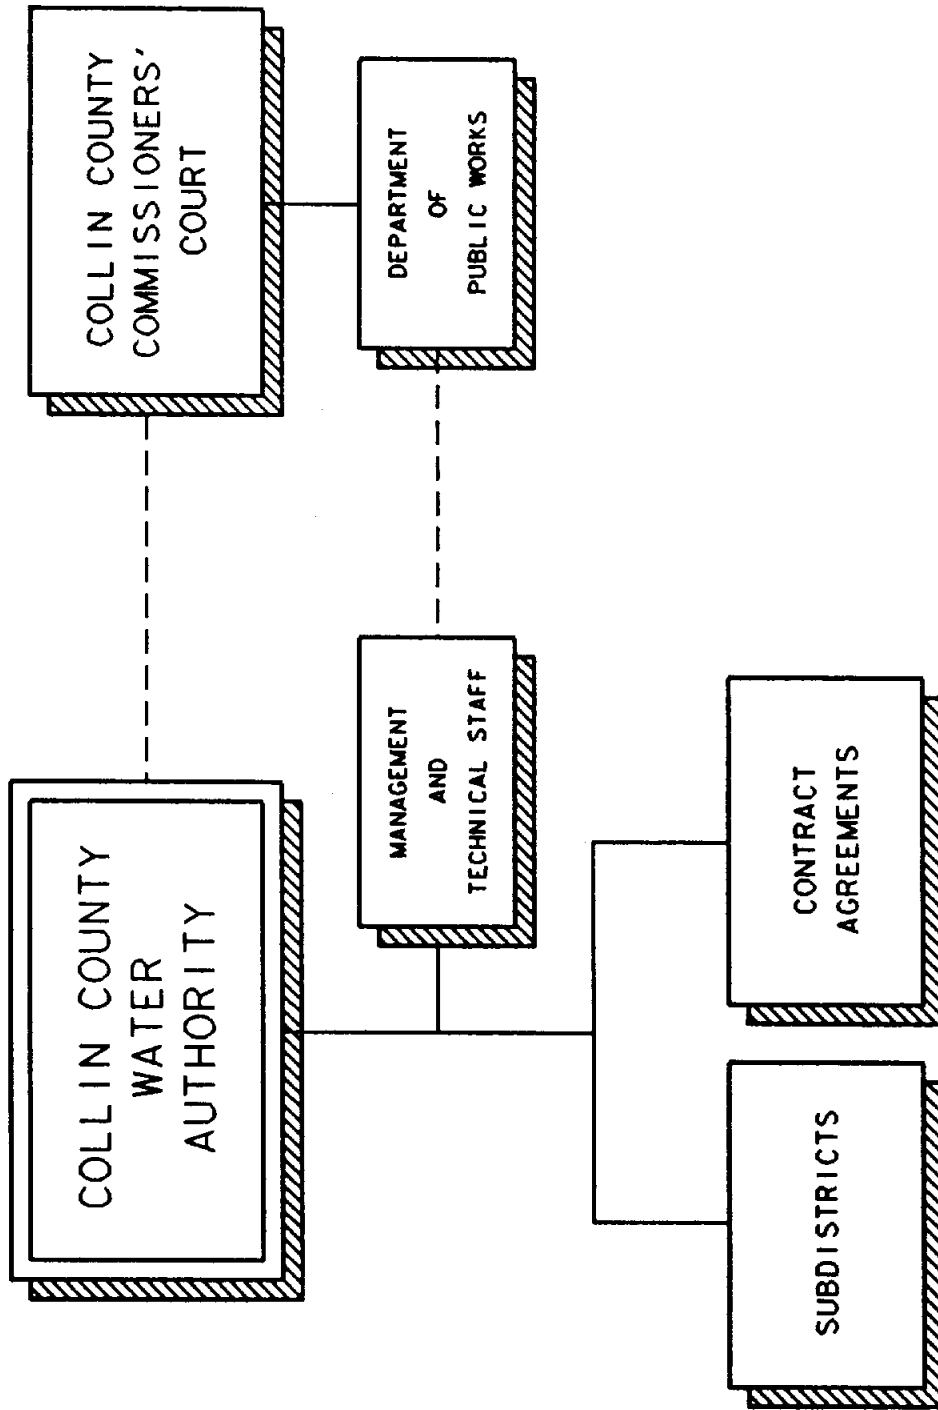 COLLIN COUNTY
WATER
AUTHORITY
COLLIN COUNTY
COMMISSIONERS'
COURT
MANAGEMENT
AND
TECHNICAL STAFF
DEPARTMENT
OF
PUBLIC WORKS
SUBDISTRICTS
CONTRACT
AGREEMENTS